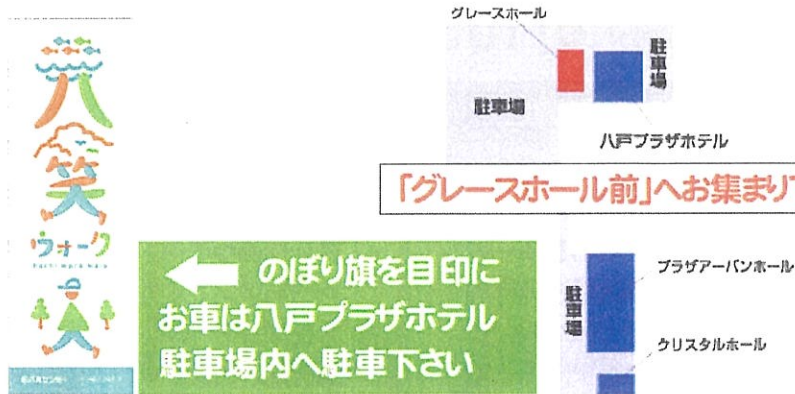 八笑
ウォーク
グレースホール
駐車場
駐車場
八戸プラザホテル
「グレースホール前」へお集まり
← のぼり旗を目印に
お車は八戸プラザホテル
駐車場内へ駐車下さい
プラザアーバンホール
駐車場
クリスタルホール